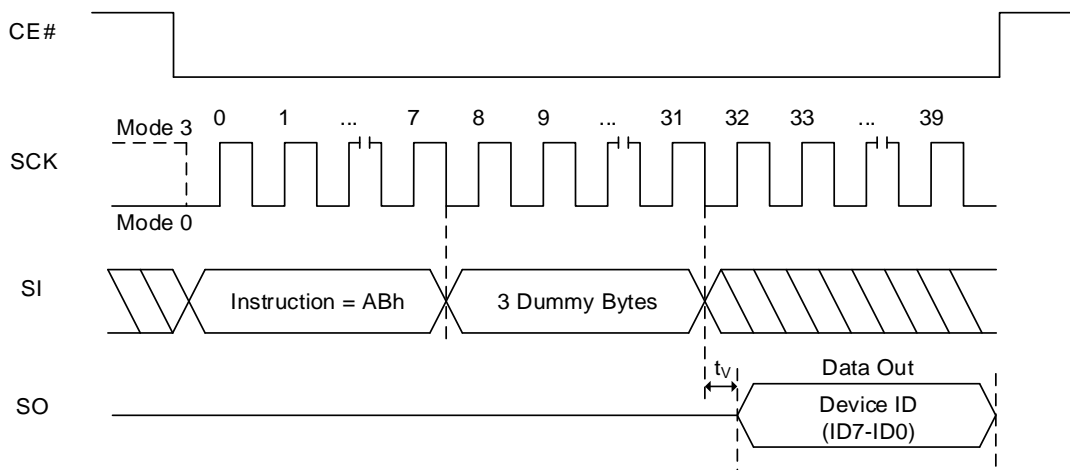 CE#
Mode 3
0 1 ... 7 8 9 ... 31 32 33 ... 39
SCK
Mode 0
SI
Instruction = ABh
3 Dummy Bytes
tV
Data Out
SO
Device ID
(ID7-ID0)